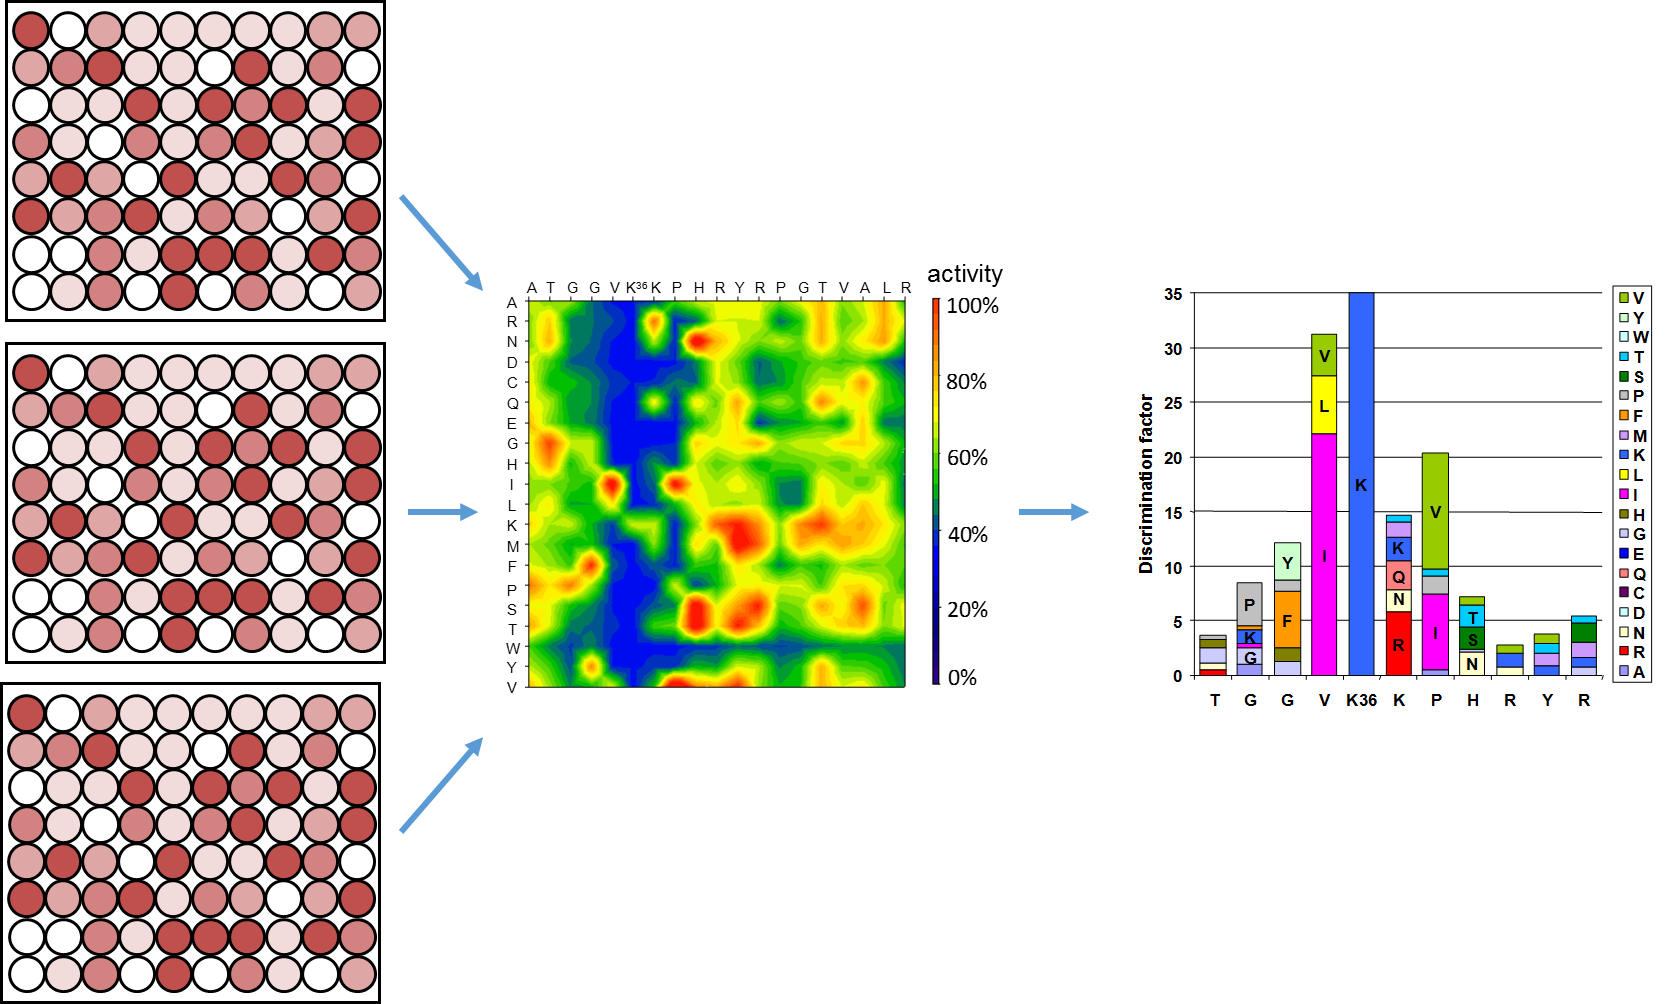 activity
A T G G V K36 K P H R Y R P G T V A L R
A
R
N
D
C
Q
E
G
H
I
L
K
M
F
P
S
T
W
Y
V
100%
80%
60%
40%
20%
0%
Discrimination factor
35
30
25
20
15
10
5
0
P
K
G
Y
F
V
L
I
K
K
Q
N
R
V
I
T
S
N
T G G V K36 K P H R Y R
V
Y
W
T
S
P
F
M
K
L
I
H
G
E
Q
C
D
N
R
A